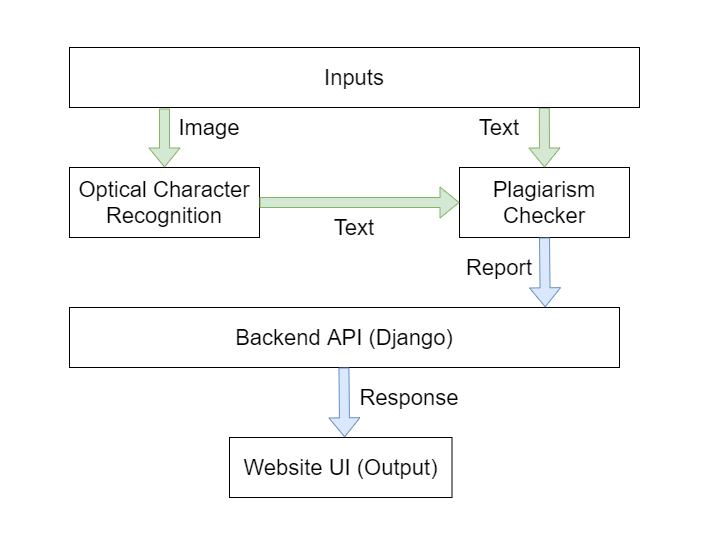 Inputs
Image
Text
Optical Character
Recognition
Plagiarism
Checker
Text
Report
Backend API (Django)
Response
Website UI (Output)